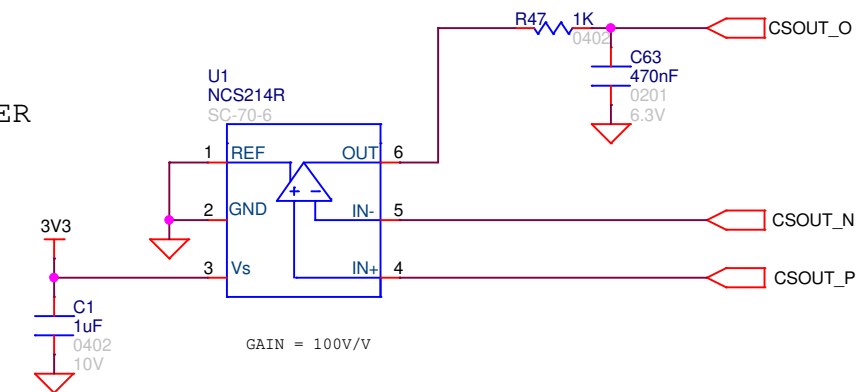 R47 1K
0402
CSOUT_O
C63
470nF
0201
6.3V
U1
NCS214R
SC-70-6
ER
1 REF OUT 6
2 GND IN- 5
CSOUT_N
3V3
3 Vs IN+ 4
CSOUT_P
+ -
C1
1uF
0402
10V
GAIN = 100V/V